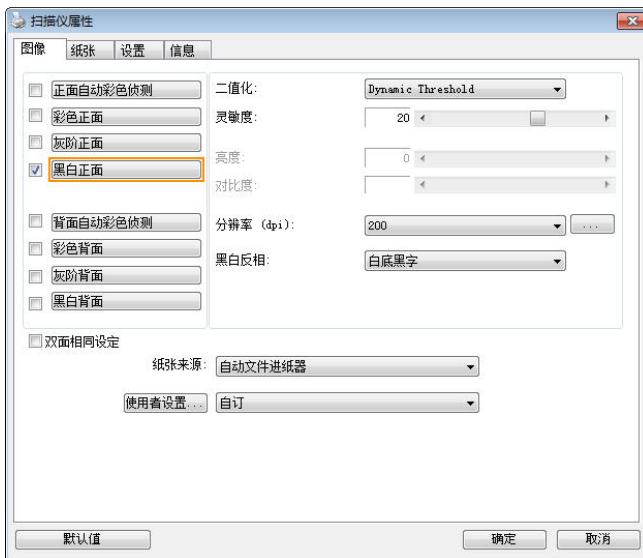 扫描仪属性
图像 纸张 设置 信息
正面自动彩色侦测
彩色正面
灰阶正面
黑白正面
背面自动彩色侦测
彩色背面
灰阶背面
黑白背面
二值化: Dynamic Threshold
灵敏度: 20
亮度: 0
对比度:
分辨率 (dpi): 200 ...
黑白反相: 白底黑字
双面相同设定
纸张来源: 自动文件进纸器
使用者设置... 自订
默认值 确定 取消